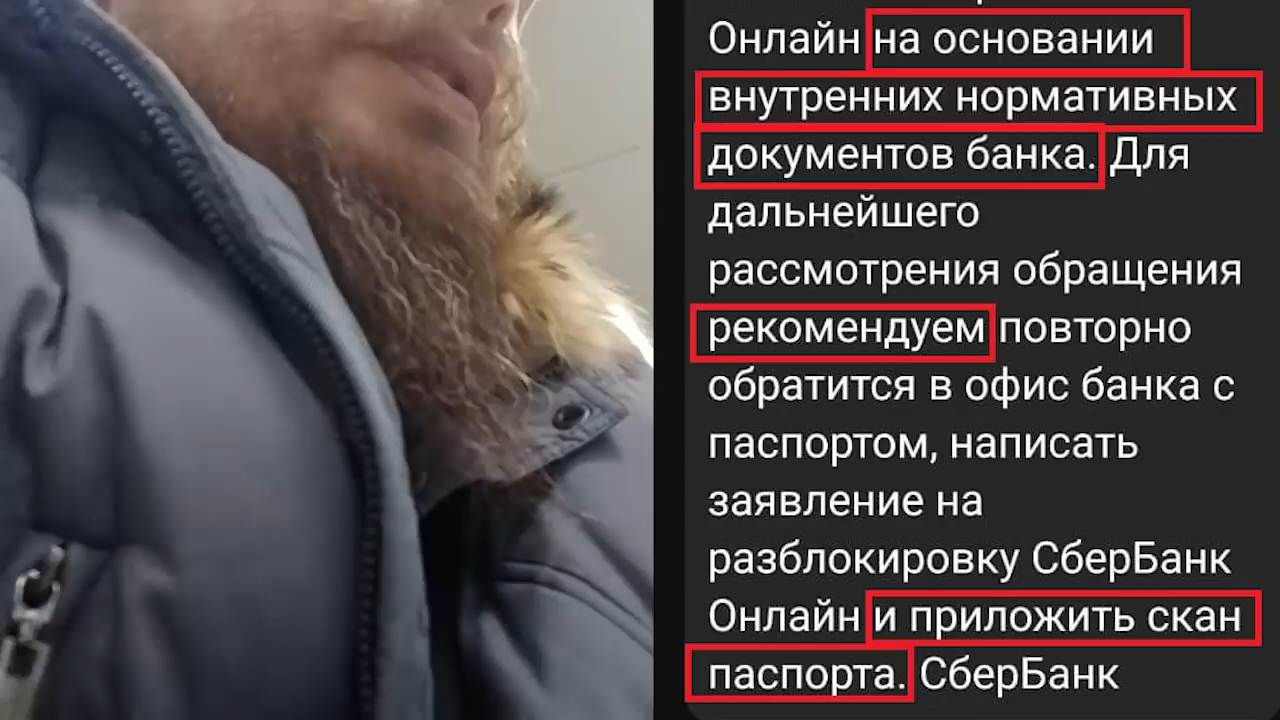 Онлайн на основании
внутренних нормативных
документов банка. Для
дальнейшего
рассмотрения обращения
рекомендуем повторно
обратится в офис банка с
паспортом, написать
заявление на
разблокировку СберБанк
Онлайн и приложить скан
паспорта. СберБанк